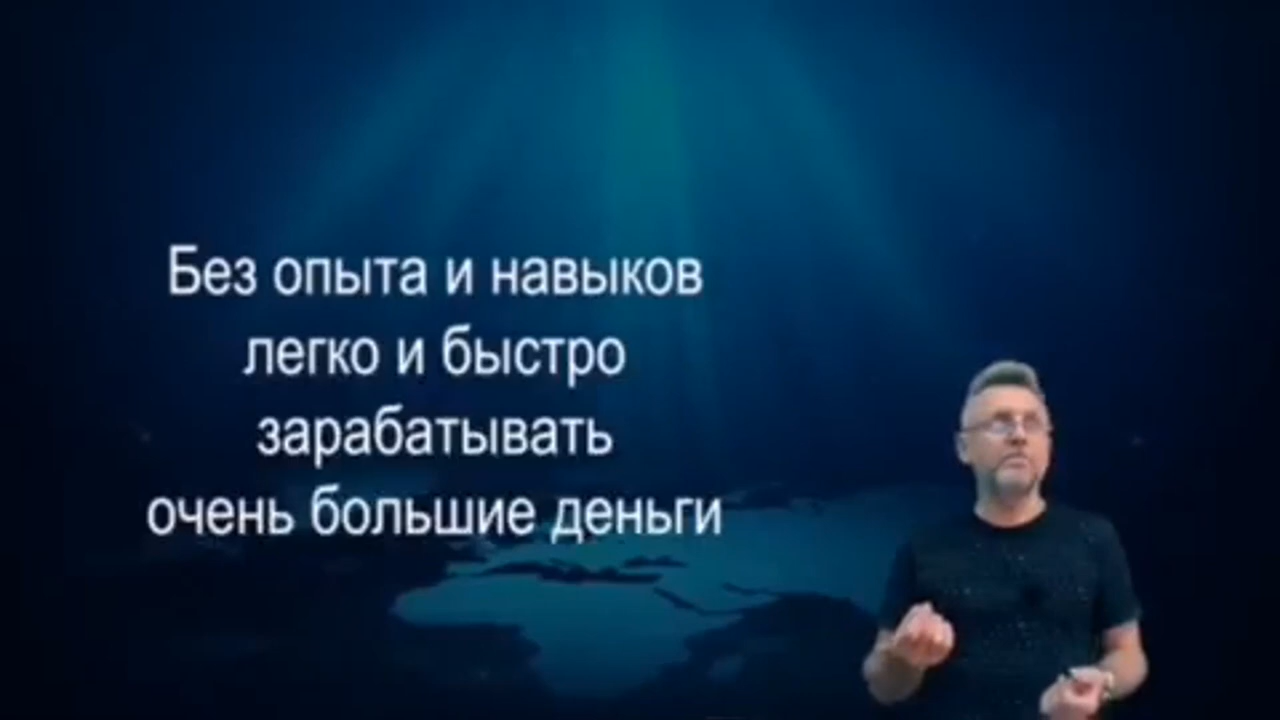 Без опыта и навыков
легко и быстро
зарабатывать
очень большие деньги